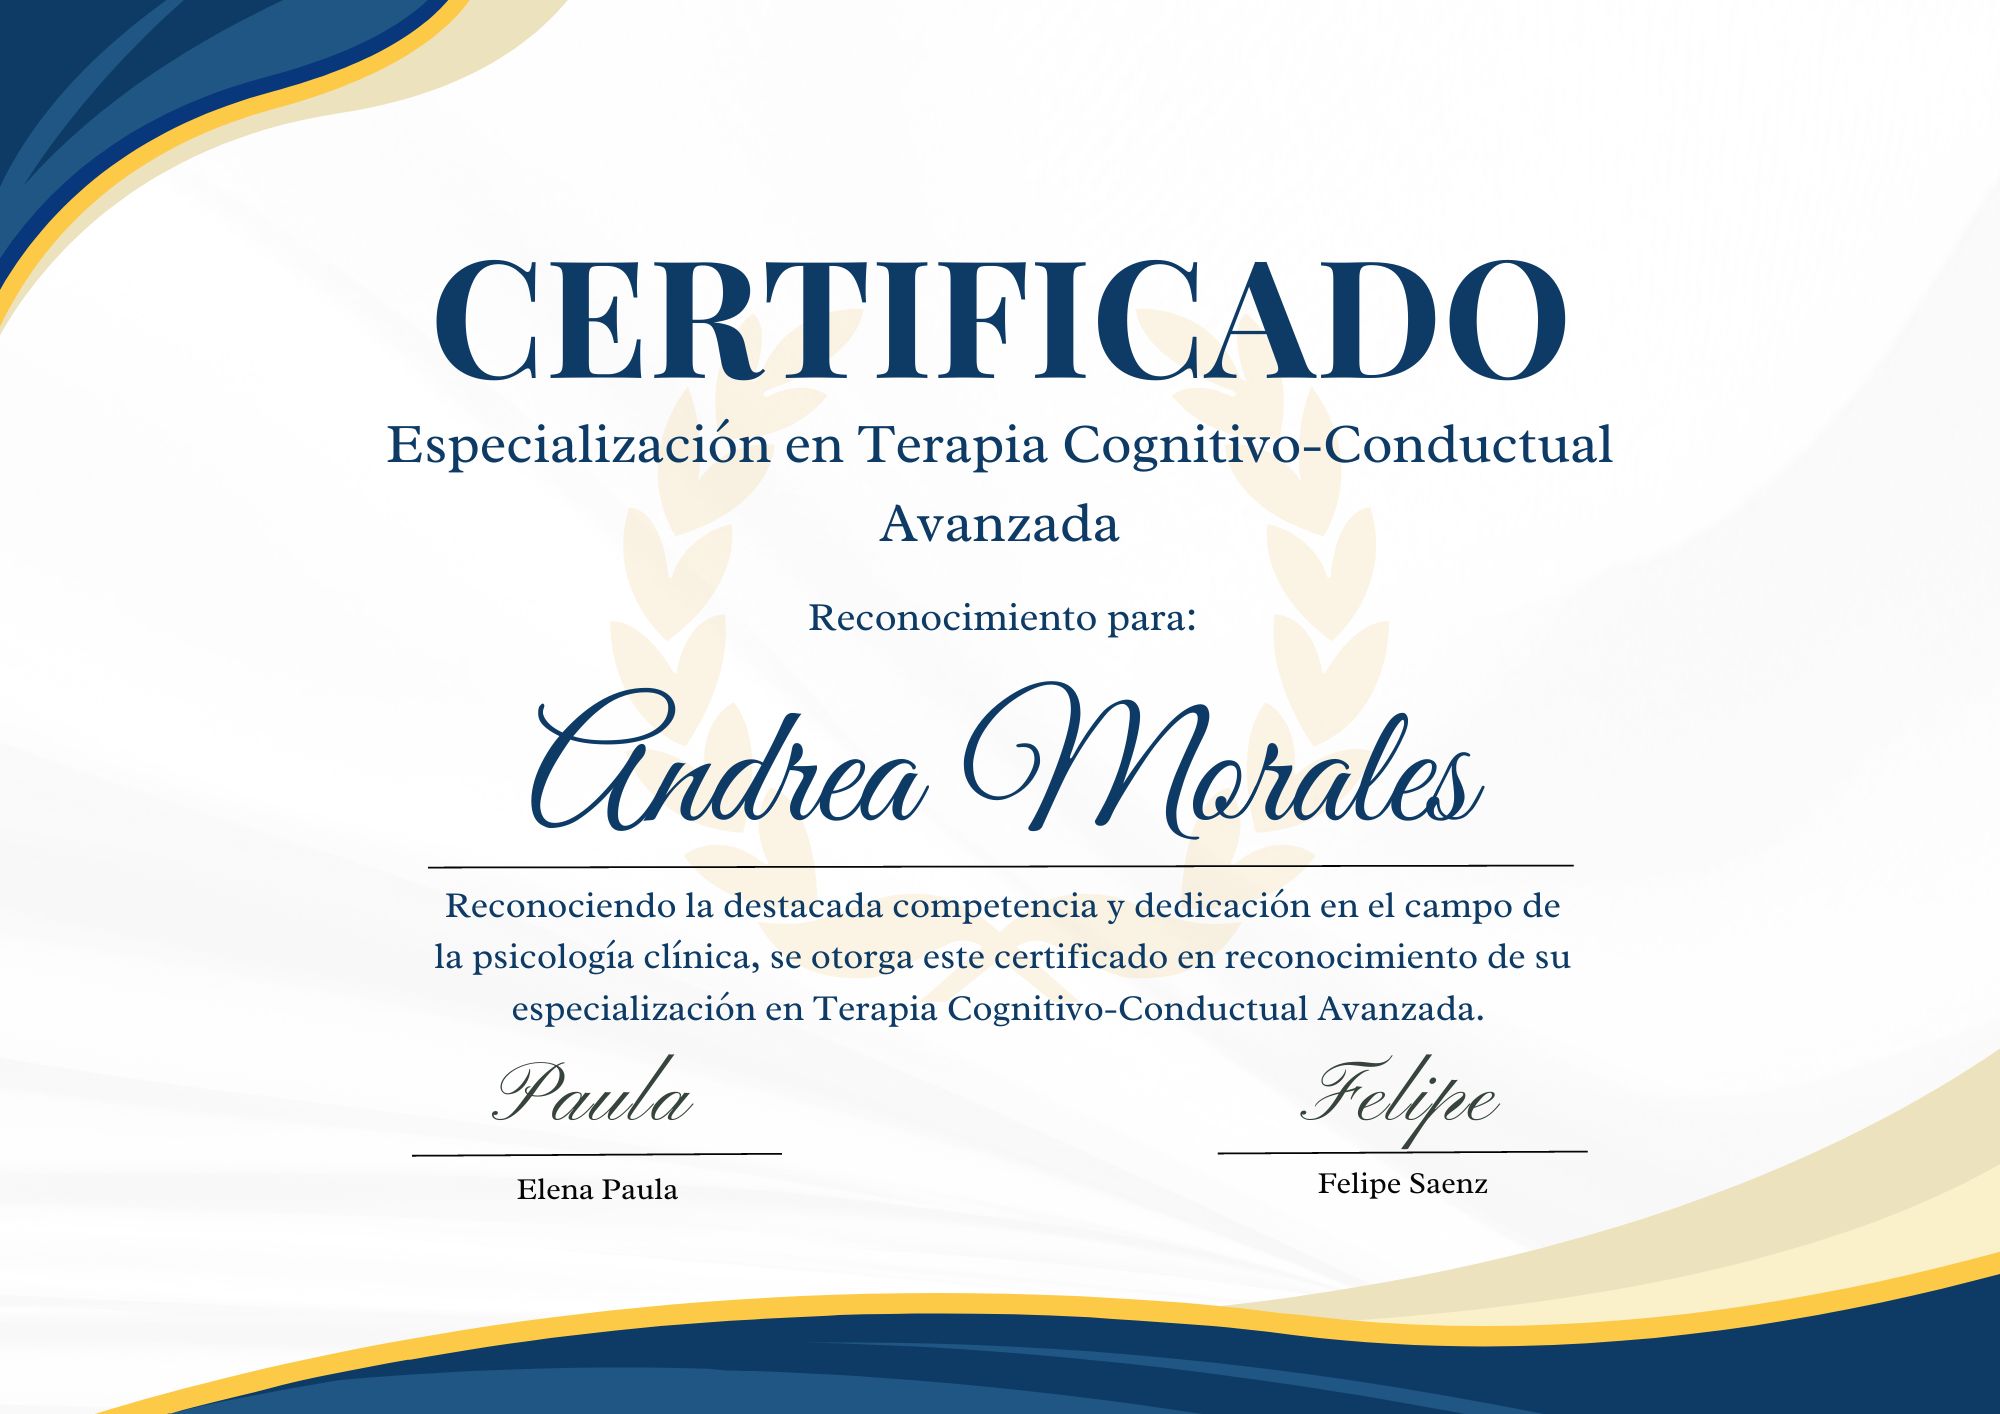 CERTIFICADO
Especialización en Terapia Cognitivo-Conductual
Avanzada
Reconocimiento para:
Andrea Morales
Reconociendo la destacada competencia y dedicación en el campo de
la psicología clínica, se otorga este certificado en reconocimiento de su
especialización en Terapia Cognitivo-Conductual Avanzada.
Paula
Elena Paula
Felipe
Felipe Saenz